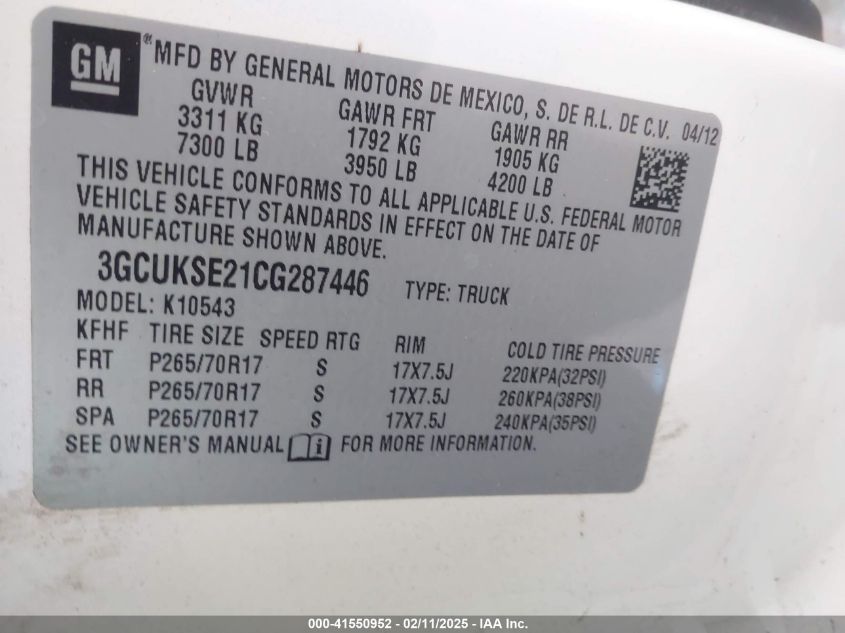 GM
® MFD BY GENERAL MOTORS DE MEXICO, S. DE R.L. DE C.V. 04/12
GVWR GAWR FRT GAWR RR
3311 KG 1792 KG 1905 KG
7300 LB 3950 LB 4200 LB
THIS VEHICLE CONFORMS TO ALL APPLICABLE U.S. FEDERAL MOTOR
VEHICLE SAFETY STANDARDS IN EFFECT ON THE DATE OF
MANUFACTURE SHOWN ABOVE.
3GCUKSE21CG287446 TYPE: TRUCK
MODEL: K10543
KFHF TIRE SIZE SPEED RTG RIM COLD TIRE PRESSURE
FRT P265/70R17 S 17X7.5J 220KPA(32PSI)
RR P265/70R17 S 17X7.5J 260KPA(38PSI)
SPA P265/70R17 S 17X7.5J 240KPA(35PSI)
SEE OWNER'S MANUAL i FOR MORE INFORMATION.
000-41550952 - 02/11/2025 - IAA Inc.